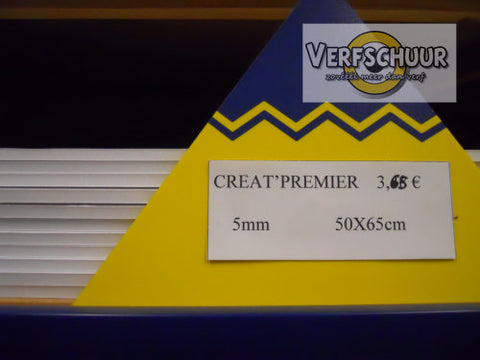 VERFSCHUUR
zoveel meer dan verf
CREAT'PREMIER 3,65 €
5mm 50X65cm